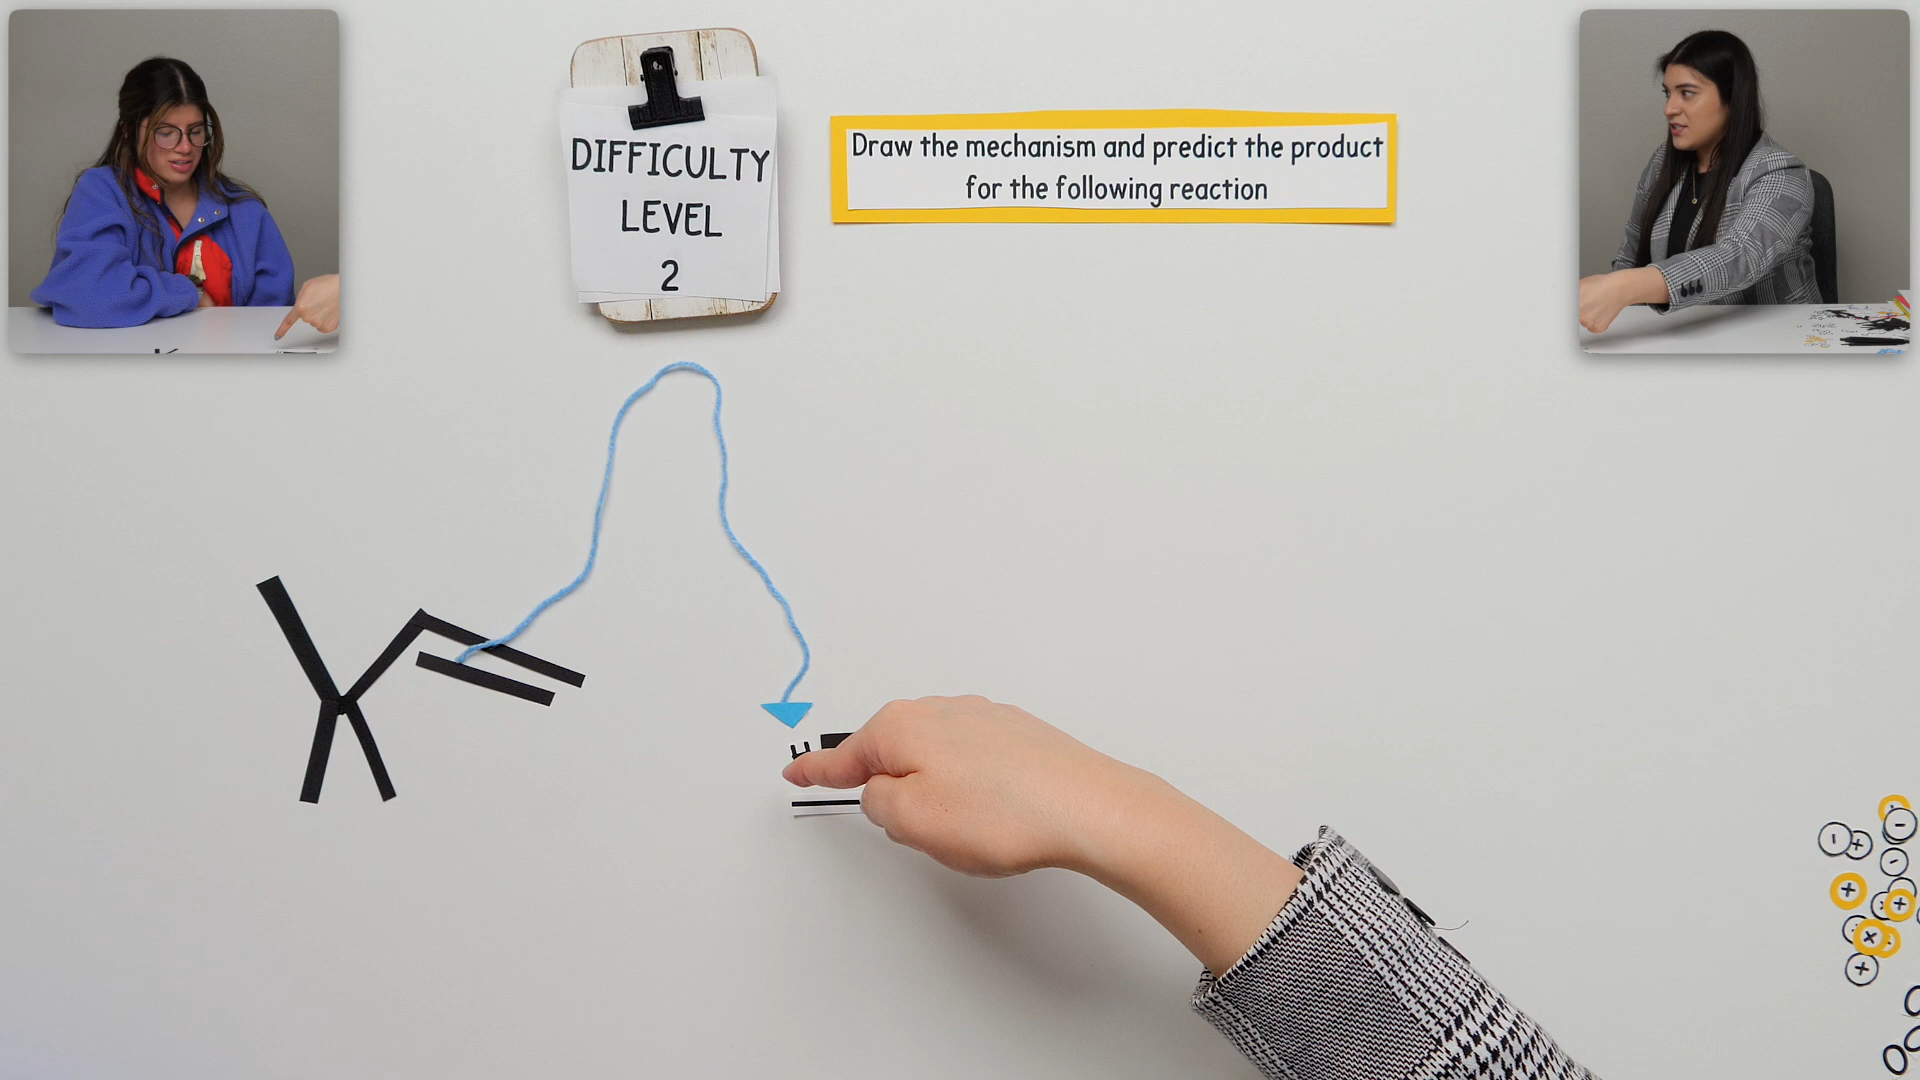 DIFFICULTY
LEVEL
2
Draw the mechanism and predict the product
for the following reaction
H